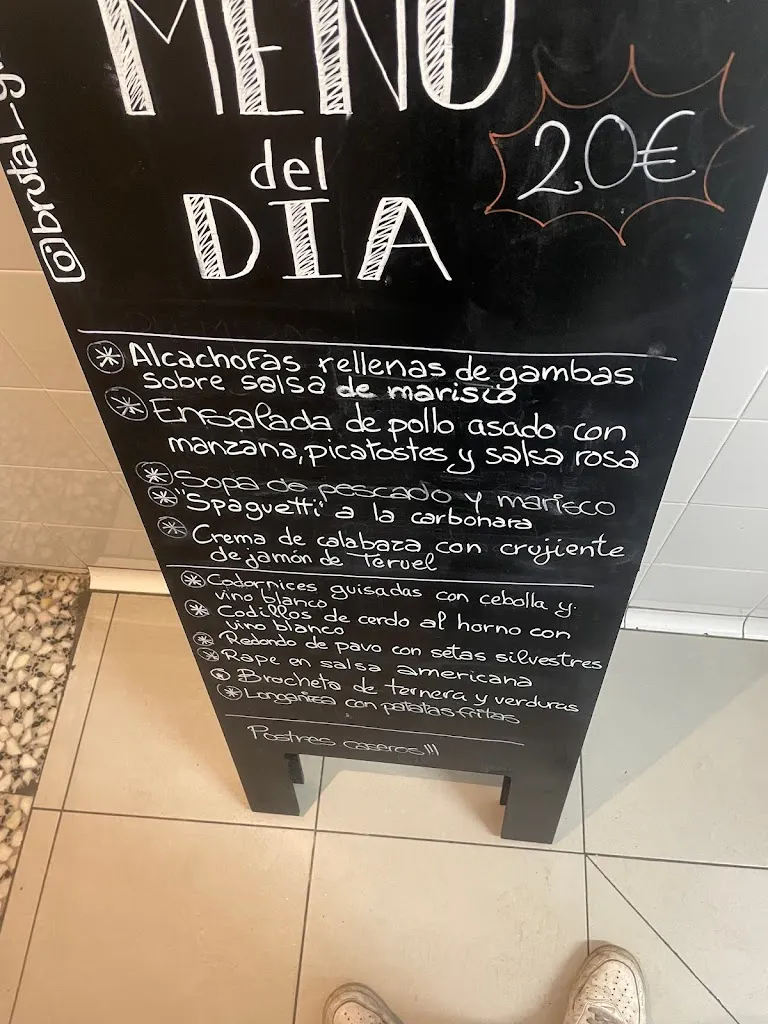 MENÚ
del
DIA
20€
@brutal_g
*Alcachofas rellenas de gambas
sobre salsa de marisco
*Ensalada de pollo asado con
manzana, picatostes y salsa rosa
*Sopa de pescado y marisco
*"Spaguetti" a la carbonara
*Crema de calabaza con crujiente
de jamón de Teruel
*Codornices guisadas con cebolla y
vino blanco
*Codillos de cerdo al horno con
vino blanco
*Redondo de pavo con setas silvestres
*Rape en salsa americana
*Brocheta de ternera y verduras
*Longaniza con patatas fritas
Postres caseros!!!